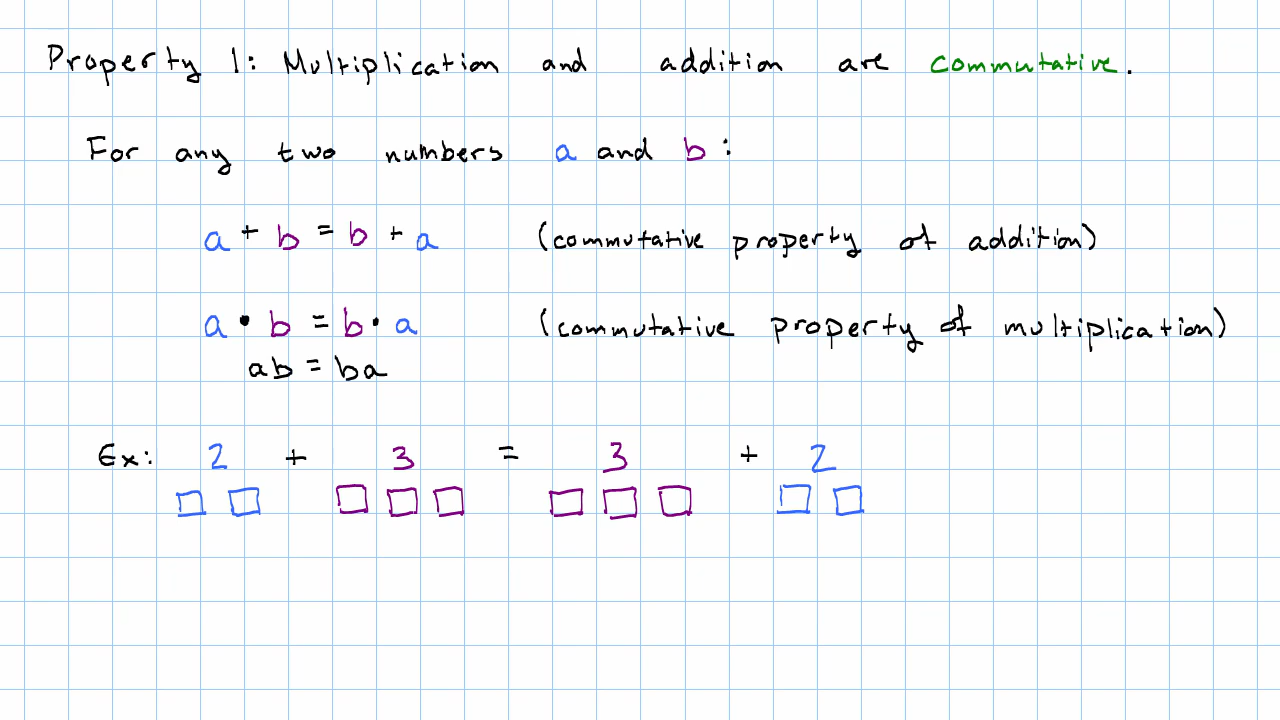 Property 1: Multiplication and addition are commutative.
For any two numbers a and b:
a + b = b + a (commutative property of addition)
a • b = b • a (commutative property of multiplication)
ab = ba
Ex: 2 + 3 = 3 + 2